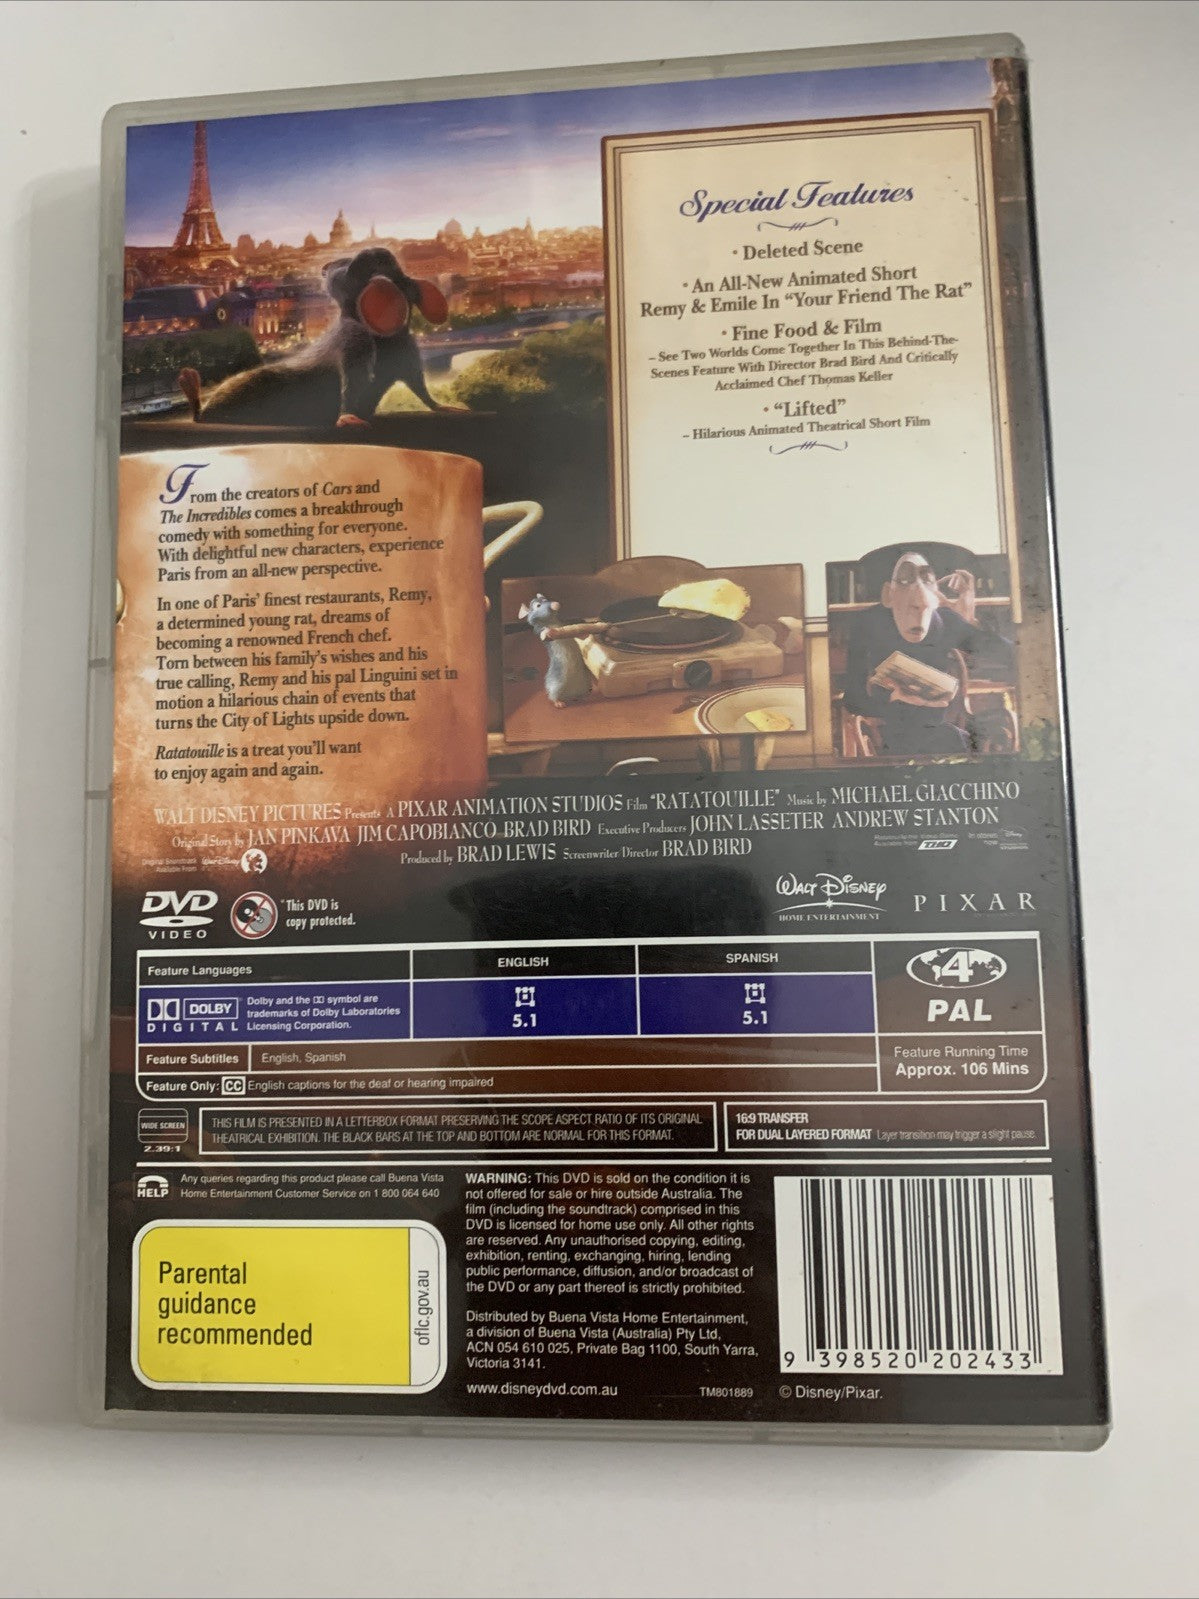 Special Features
• Deleted Scene
• An All-New Animated Short
Remy & Emile In “Your Friend The Rat”
• Fine Food & Film
– See Two Worlds Come Together In This Behind-The-
Scenes Feature With Director Brad Bird And Critically
Acclaimed Chef Thomas Keller
• “Lifted”
– Hilarious Animated Theatrical Short Film
From the creators of Cars and
The Incredibles comes a breakthrough
comedy with something for everyone.
With delightful new characters, experience
Paris from an all-new perspective.
In one of Paris’ finest restaurants, Remy,
a determined young rat, dreams of
becoming a renowned French chef.
Torn between his family’s wishes and his
true calling, Remy and his pal Linguini set in
motion a hilarious chain of events that
turns the City of Lights upside down.
Ratatouille is a treat you’ll want
to enjoy again and again.
WALT DISNEY PICTURES Presents A PIXAR ANIMATION STUDIOS Film “RATATOUILLE” Music by MICHAEL GIACCHINO
Original Story by JAN PINKAVA JIM CAPOBIANCO BRAD BIRD Executive Producers JOHN LASSETER ANDREW STANTON
Produced by BRAD LEWIS Screenwriter/Director BRAD BIRD
Original Soundtrack
Available From
Walt Disney
Ratatouille the Video Game
Available from THQ
DVD
VIDEO
*This DVD is
copy protected.
WALT DISNEY
HOME ENTERTAINMENT
PIXAR
Feature Languages
ENGLISH
SPANISH
DOLBY
DIGITAL
Dolby and the DD symbol are
trademarks of Dolby Laboratories
Licensing Corporation.
5.1
5.1
4
PAL
Feature Subtitles
English, Spanish
Feature Only: CC English captions for the deaf or hearing impaired
Feature Running Time
Approx. 106 Mins
WIDE SCREEN
2.39:1
THIS FILM IS PRESENTED IN A LETTERBOX FORMAT PRESERVING THE SCOPE ASPECT RATIO OF ITS ORIGINAL
THEATRICAL EXHIBITION. THE BLACK BARS AT THE TOP AND BOTTOM ARE NORMAL FOR THIS FORMAT.
16:9 TRANSFER
FOR DUAL LAYERED FORMAT Layer transition may trigger a slight pause.
HELP
Any queries regarding this product please call Buena Vista
Home Entertainment Customer Service on 1 800 064 640
Parental
guidance
recommended
oflc.gov.au
WARNING: This DVD is sold on the condition it is
not offered for sale or hire outside Australia. The
film (including the soundtrack) comprised in this
DVD is licensed for home use only. All other rights
are reserved. Any unauthorised copying, editing,
exhibition, renting, exchanging, hiring, lending
public performance, diffusion, and/or broadcast of
the DVD or any part thereof is strictly prohibited.
Distributed by Buena Vista Home Entertainment,
a division of Buena Vista (Australia) Pty Ltd,
ACN 054 610 025, Private Bag 1100, South Yarra,
Victoria 3141.
www.disneydvd.com.au
TM801889
9 398520 202433
© Disney/Pixar.